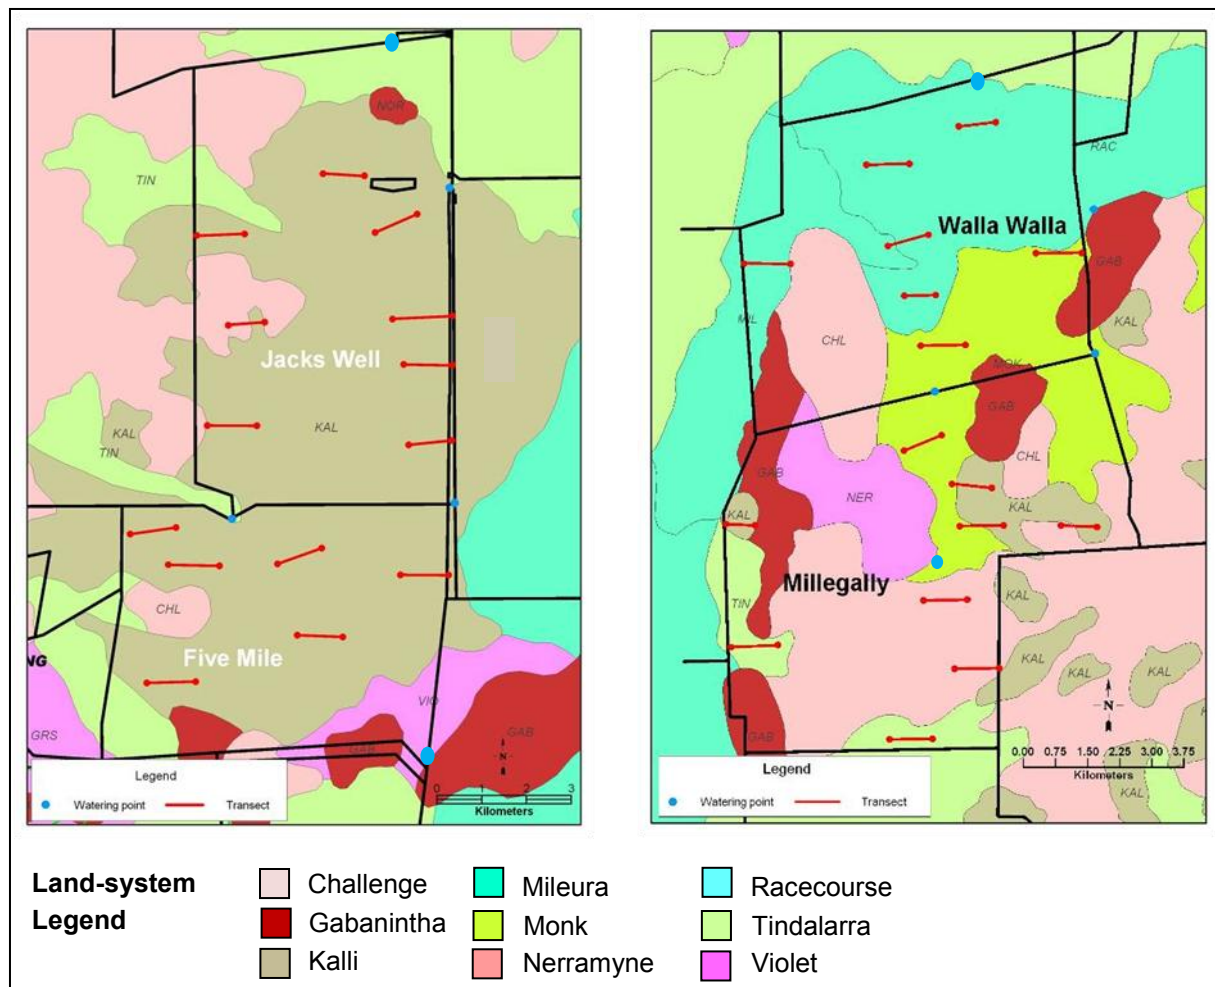 NOR
TIN
Jacks Well
KAL
KAL
TIN
CHL
Five Mile
NG
VIO
GRS
GAB
GAB
N
Legend
Watering point
Transect
0 1 2 3
Kilometers
RAC
Walla Walla
GAB
MIL
CHL
KAL
MOK
GAB
CHL
GAB
NER
KAL
KAL
Millegally
TIN
KAL
KAL
KAL
KAL
K
N
GAB
0.00 0.75 1.50 2.25 3.00 3.75
Kilometers
KAL
Legend
Watering point
Transect
Land-system
Legend
Challenge
Mileura
Racecourse
Gabanintha
Monk
Tindalarra
Kalli
Nerramyne
Violet